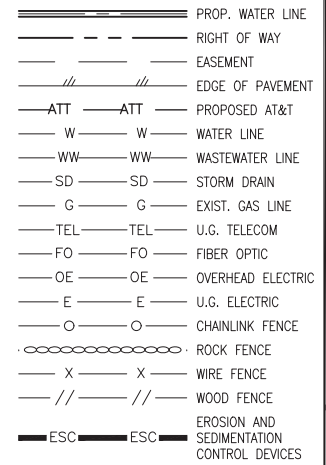 PROP. WATER LINE
RIGHT OF WAY
EASEMENT
/// /// EDGE OF PAVEMENT
ATT ATT PROPOSED AT&T
W W WATER LINE
WW WW WASTEWATER LINE
SD SD STORM DRAIN
G G EXIST. GAS LINE
TEL TEL U.G. TELECOM
FO FO FIBER OPTIC
OE OE OVERHEAD ELECTRIC
E E U.G. ELECTRIC
O O CHAINLINK FENCE
ROCK FENCE
X X WIRE FENCE
// // WOOD FENCE
EROSION AND
ESC ESC SEDIMENTATION
CONTROL DEVICES